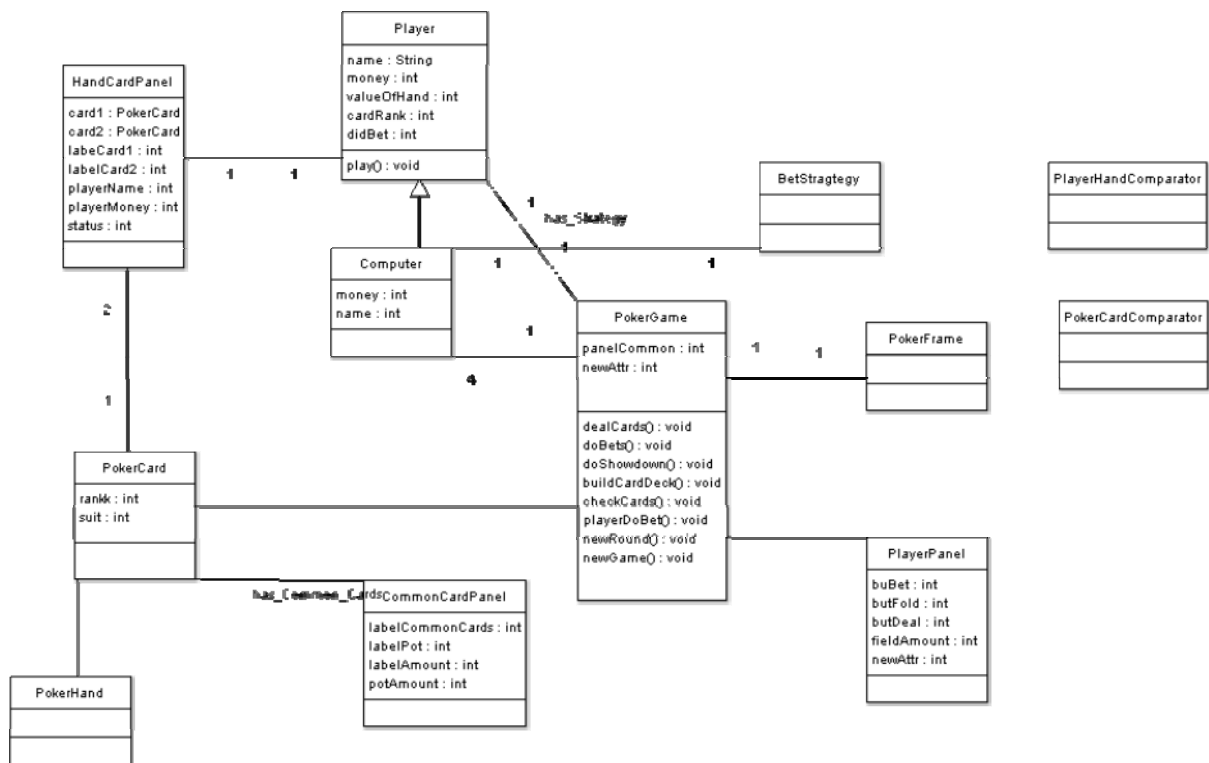 Player
name : String
money : int
valueOfHand : int
cardRank : int
didBet : int
play() : void
HandCardPanel
card1 : PokerCard
card2 : PokerCard
labeCard1 : int
labelCard2 : int
playerName : int
playerMoney : int
status : int
1
1
BetStragtegy
PlayerHandComparator
1
has_Strategy
1
1
1
Computer
money : int
name : int
2
1
PokerGame
panelCommon : int
newAttr : int
dealCards() : void
doBets() : void
doShowdown() : void
buildCardDeck() : void
checkCards() : void
playerDoBet() : void
newRound() : void
newGame() : void
1
1
PokerFrame
PokerCardComparator
4
1
PokerCard
rankk : int
suit : int
PlayerPanel
buBet : int
butFold : int
butDeal : int
fieldAmount : int
newAttr : int
has_Common_Cards
CommonCardPanel
labelCommonCards : int
labelPot : int
labelAmount : int
potAmount : int
PokerHand